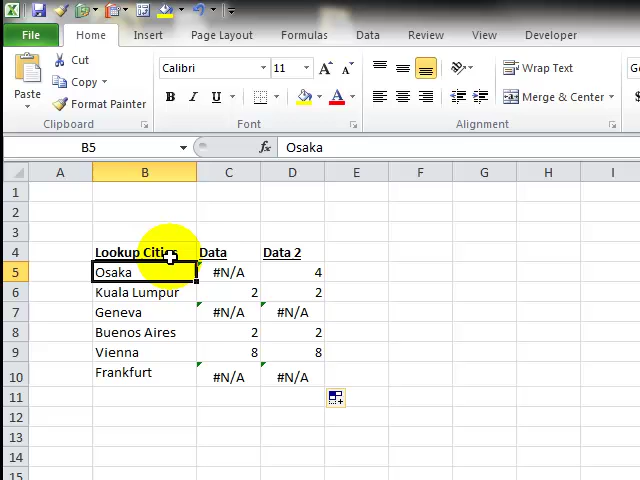 File Home Insert Page Layout Formulas Data Review View Developer
Paste
Cut
Copy
Format Painter
Clipboard
Calibri 11
B I U
A
Font
Wrap Text
Merge & Center
Alignment
Ge
$
B5 fx Osaka
A B C D E F G H I
1
2
3
4 Lookup Cities Data Data 2
5 Osaka #N/A 4
6 Kuala Lumpur 2 2
7 Geneva #N/A #N/A
8 Buenos Aires 2 2
9 Vienna 8 8
10 Frankfurt #N/A #N/A
11
12
13
14
15